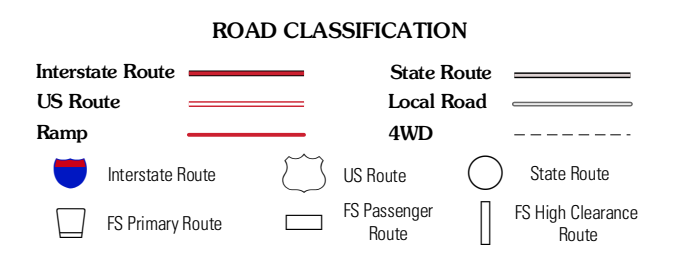 ROAD CLASSIFICATION
Interstate Route
State Route
US Route
Local Road
Ramp
4WD
Interstate Route
US Route
State Route
FS Primary Route
FS Passenger
Route
FS High Clearance
Route